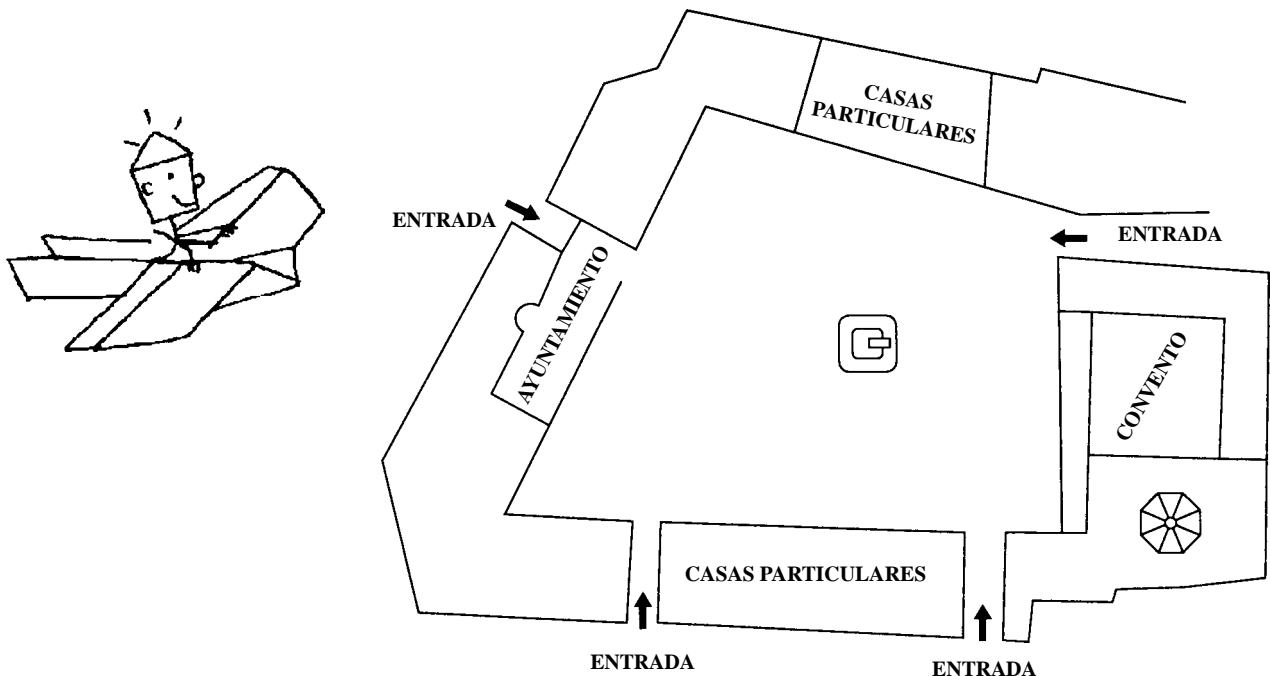 CASAS
PARTICULARES
ENTRADA
ENTRADA
AYUNTAMIENTO
CONVENTO
CASAS PARTICULARES
ENTRADA
ENTRADA